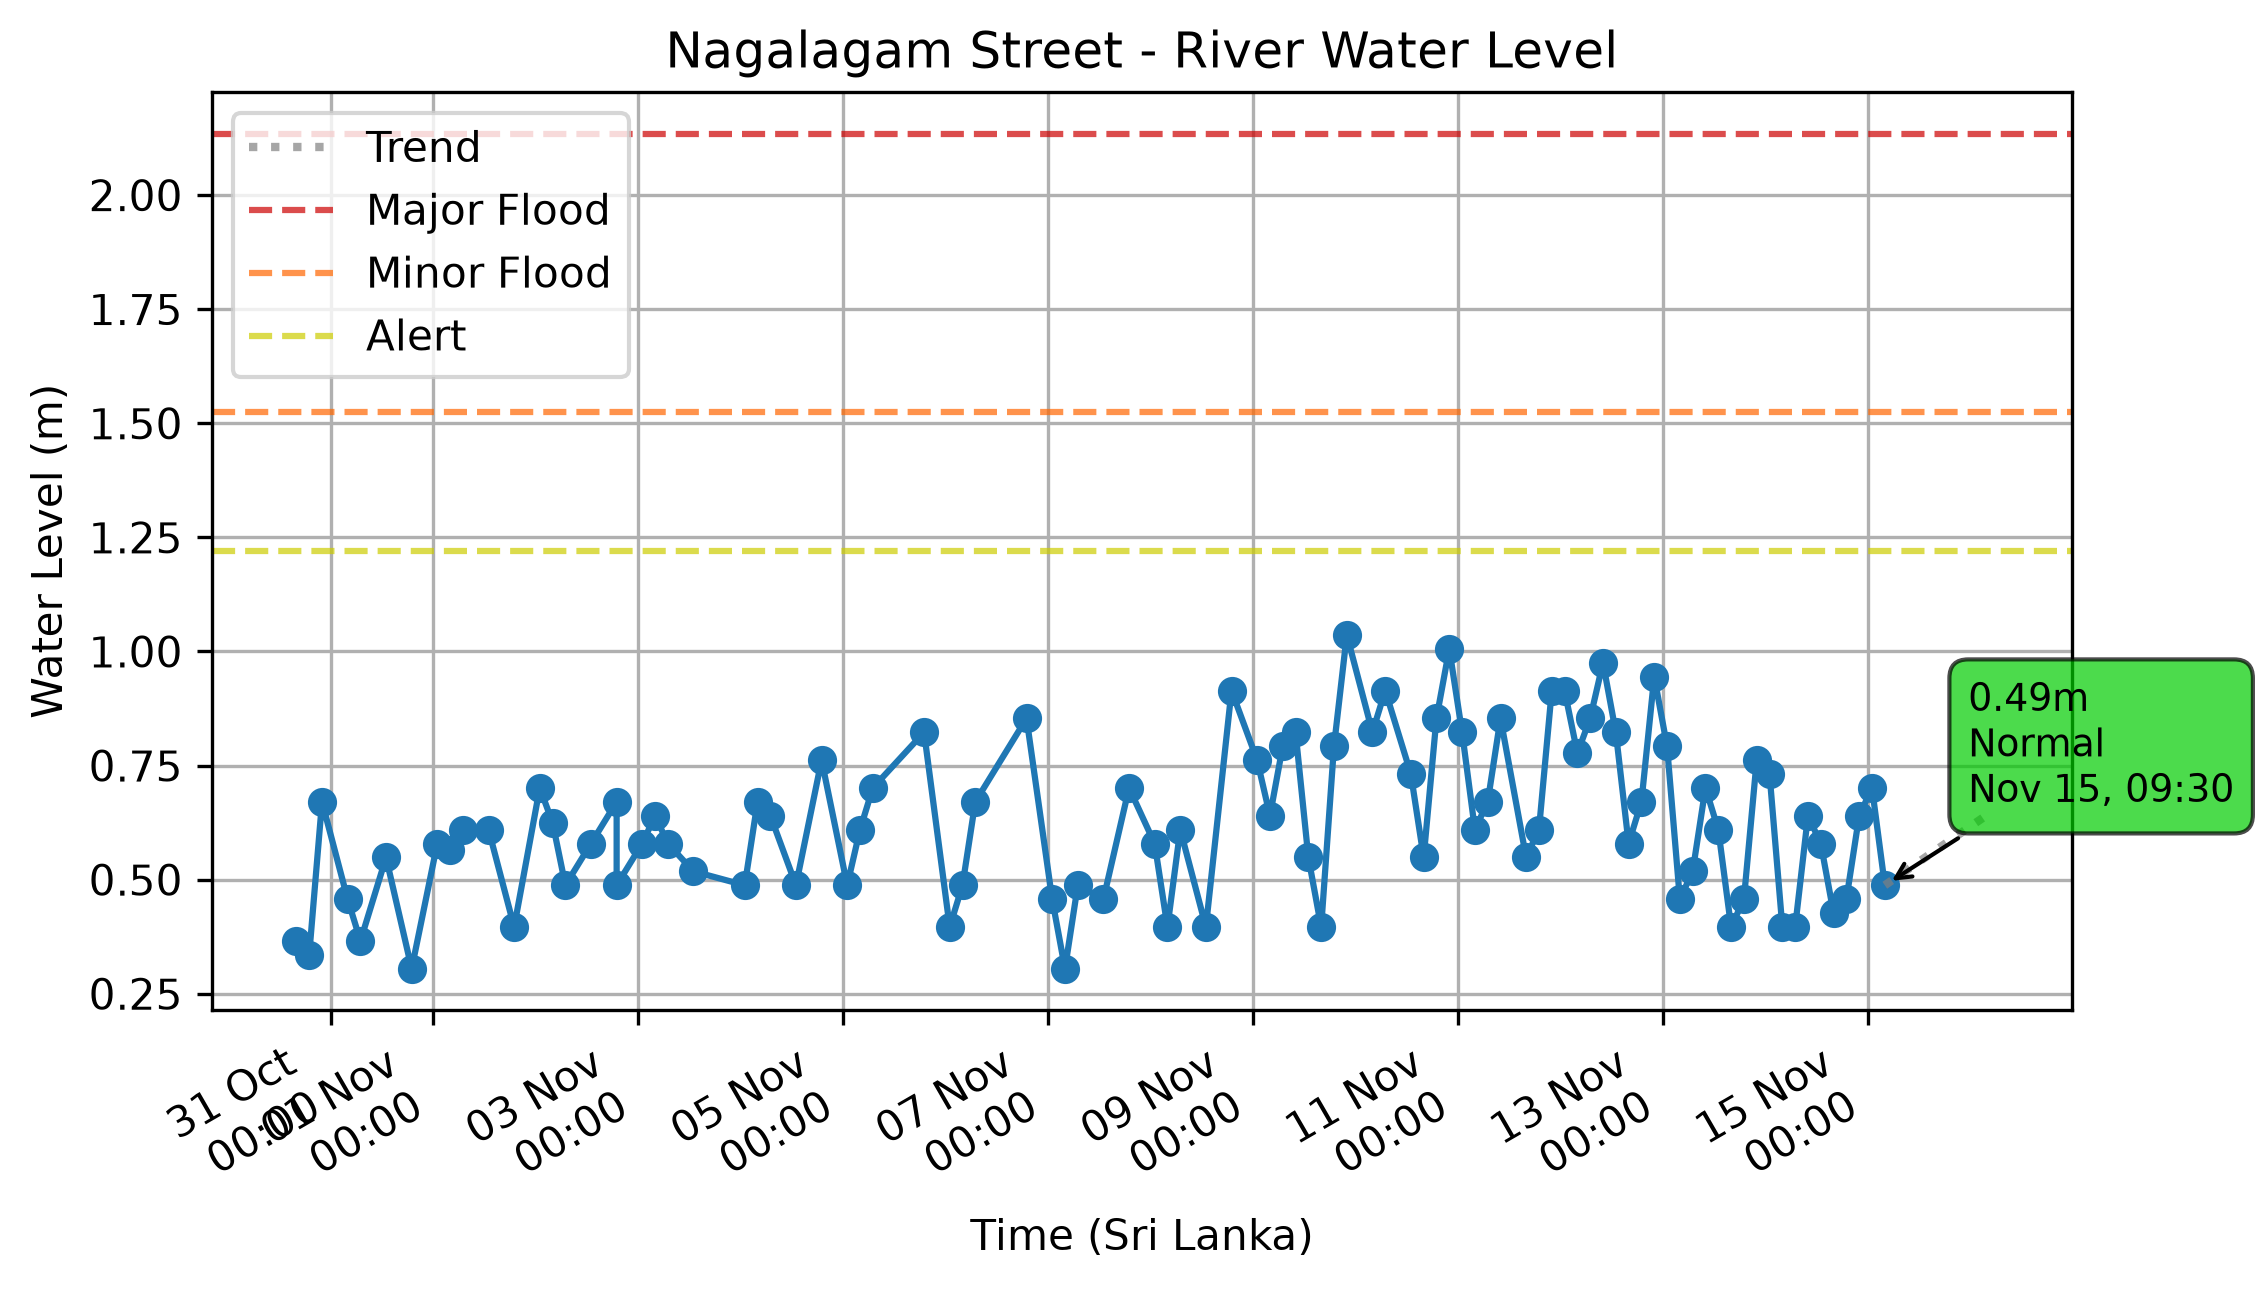 Nagalagam Street - River Water Level
Trend
Major Flood
Minor Flood
Alert
Water Level (m)
2.00
1.75
1.50
1.25
1.00
0.75
0.50
0.25
0.49m
Normal
Nov 15, 09:30
31 Oct
00:00
01 Nov
00:00
03 Nov
00:00
05 Nov
00:00
07 Nov
00:00
09 Nov
00:00
11 Nov
00:00
13 Nov
00:00
15 Nov
00:00
Time (Sri Lanka)